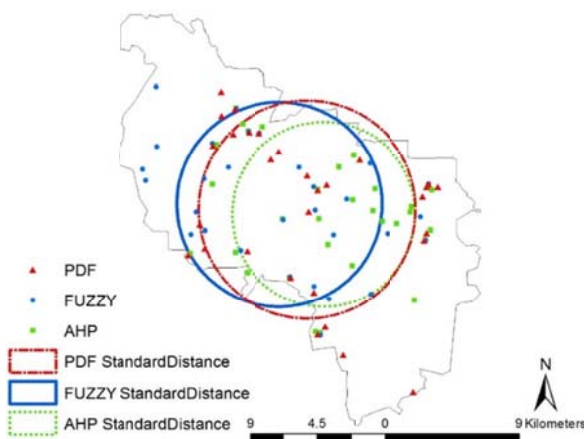 PDF
FUZZY
AHP
PDF StandardDistance
FUZZY StandardDistance
AHP StandardDistance
N
9 4.5 0 9 Kilometers